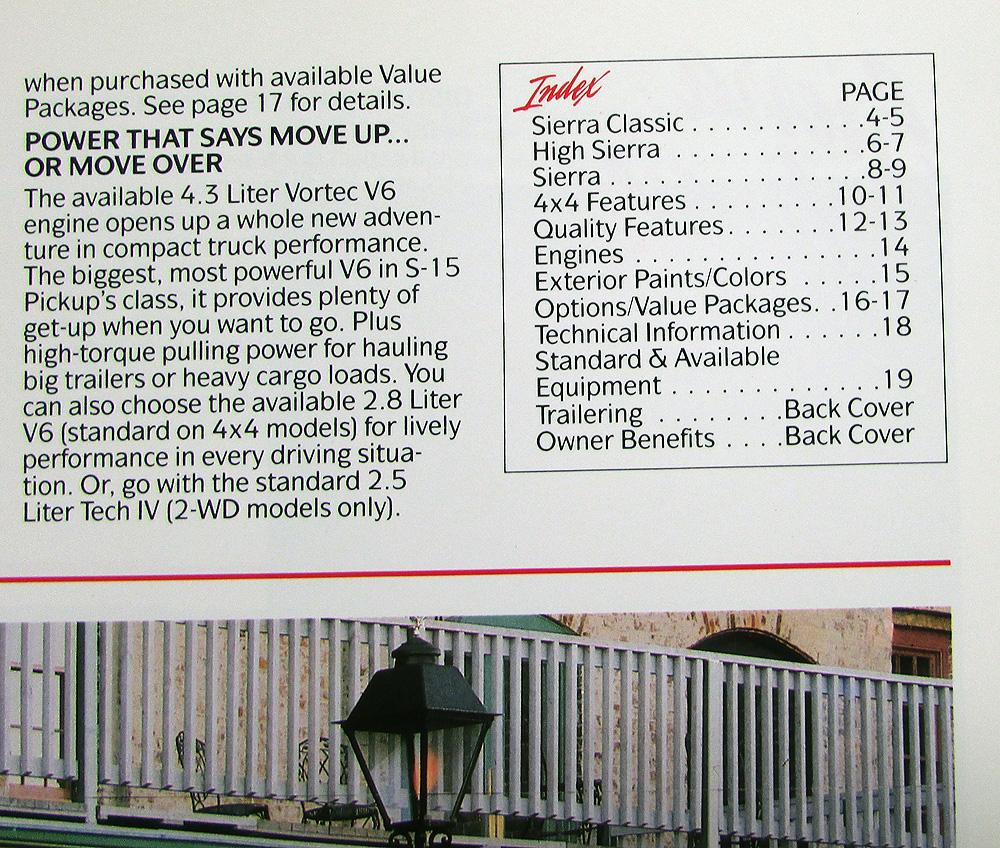 when purchased with available Value
Packages. See page 17 for details.
POWER THAT SAYS MOVE UP...
OR MOVE OVER
The available 4.3 Liter Vortec V6
engine opens up a whole new adven-
ture in compact truck performance.
The biggest, most powerful V6 in S-15
Pickup's class, it provides plenty of
get-up when you want to go. Plus
high-torque pulling power for hauling
big trailers or heavy cargo loads. You
can also choose the available 2.8 Liter
V6 (standard on 4x4 models) for lively
performance in every driving situa-
tion. Or, go with the standard 2.5
Liter Tech IV (2-WD models only).
Index
PAGE
Sierra Classic . . . . . . . . . . . .4-5
High Sierra . . . . . . . . . . . . .6-7
Sierra . . . . . . . . . . . . . . . .8-9
4x4 Features . . . . . . . . . .10-11
Quality Features . . . . . . . .12-13
Engines . . . . . . . . . . . . . . .14
Exterior Paints/Colors . . . . . .15
Options/Value Packages. . .16-17
Technical Information . . . . . . .18
Standard & Available
Equipment . . . . . . . . . . . . .19
Trailering . . . . . . . .Back Cover
Owner Benefits . . . .Back Cover